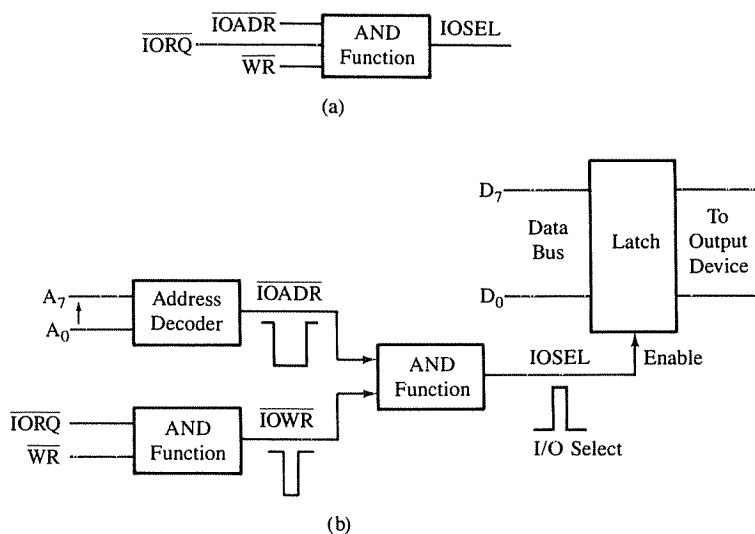 IOADR
IORQ
WR
AND
Function
IOSEL
(a)
D7
Data
Bus
D0
Latch
To
Output
Device
A7
A0
Address
Decoder
IOADR
IORQ
WR
AND
Function
IOWR
AND
Function
IOSEL
Enable
I/O Select
(b)